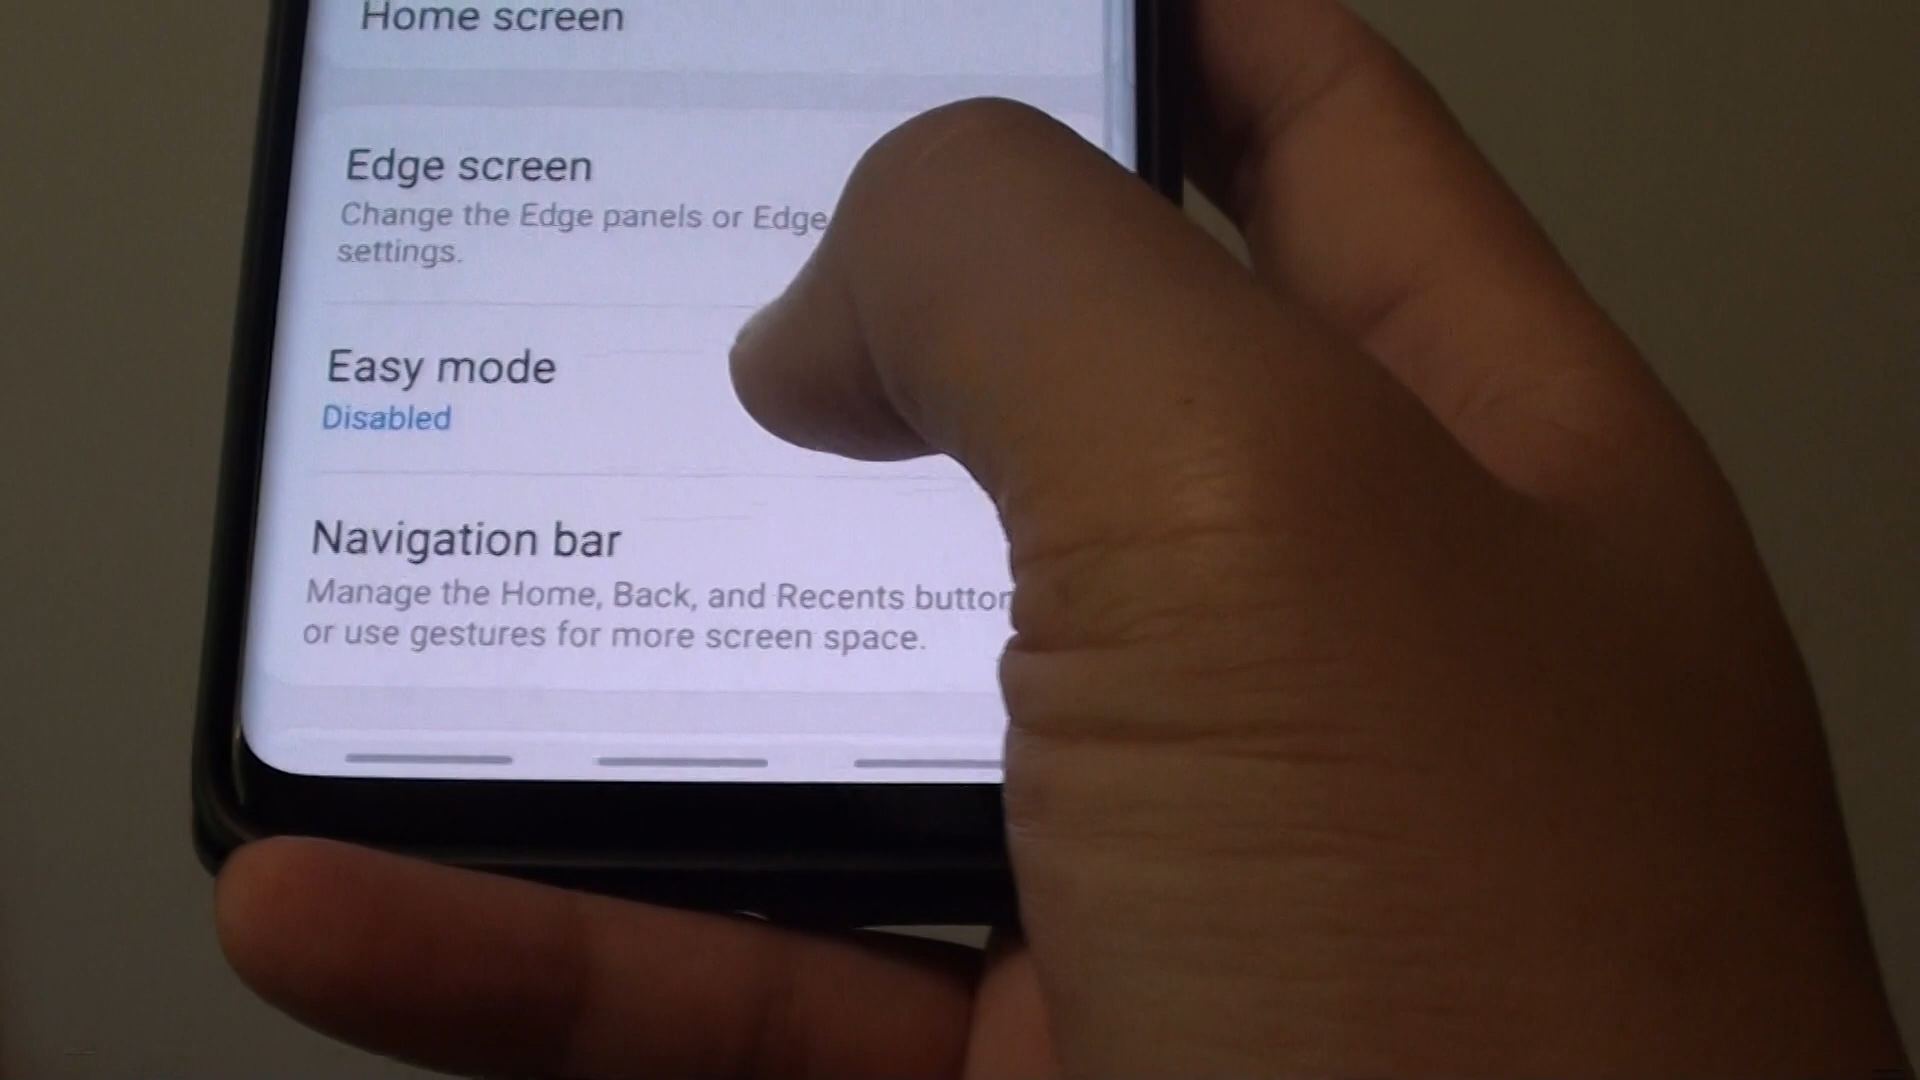 Home screen
Edge screen
Change the Edge panels or Edge
settings.
Easy mode
Disabled
Navigation bar
Manage the Home, Back, and Recents button
or use gestures for more screen space.